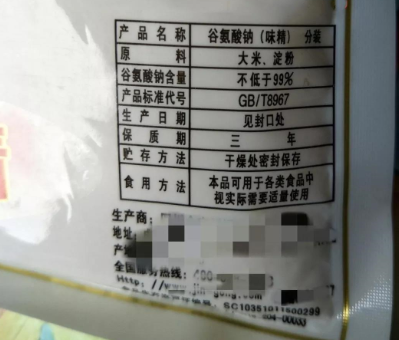 产品名称 谷氨酸钠（味精）分装
原料 大米、淀粉
谷氨酸钠含量 不低于99%
产品标准代号 GB/T8967
生产日期 见封口处
保质期 三年
贮存方法 干燥处密封保存
食用方法 本品可用于各类食品中
视实际需要适量使用
生产商：
地址
产
全国服务热线：
Http: